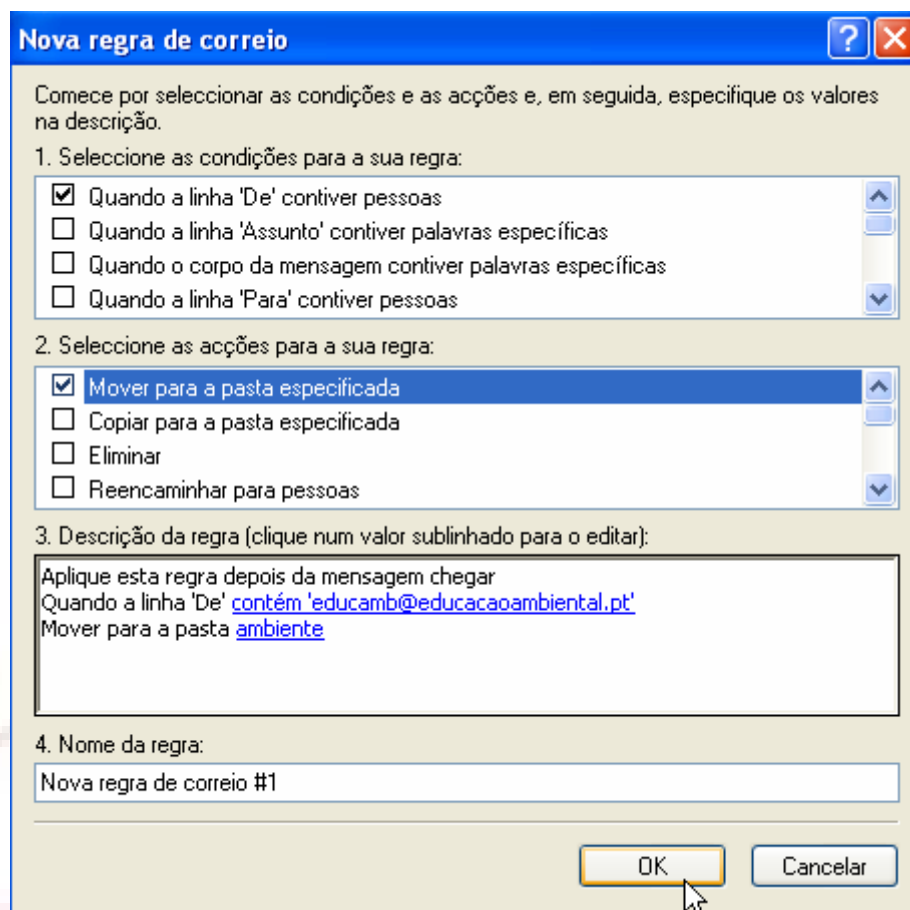 Nova regra de correio
Comece por seleccionar as condições e as acções e, em seguida, especifique os valores
na descrição.
1. Seleccione as condições para a sua regra:
Quando a linha 'De' contiver pessoas
Quando a linha 'Assunto' contiver palavras específicas
Quando o corpo da mensagem contiver palavras específicas
Quando a linha 'Para' contiver pessoas
2. Seleccione as acções para a sua regra:
Mover para a pasta especificada
Copiar para a pasta especificada
Eliminar
Reencaminhar para pessoas
3. Descrição da regra (clique num valor sublinhado para o editar):
Aplique esta regra depois da mensagem chegar
Quando a linha 'De' contém 'educamb@educacaoambiental.pt'
Mover para a pasta ambiente
4. Nome da regra:
Nova regra de correio #1
OK Cancelar